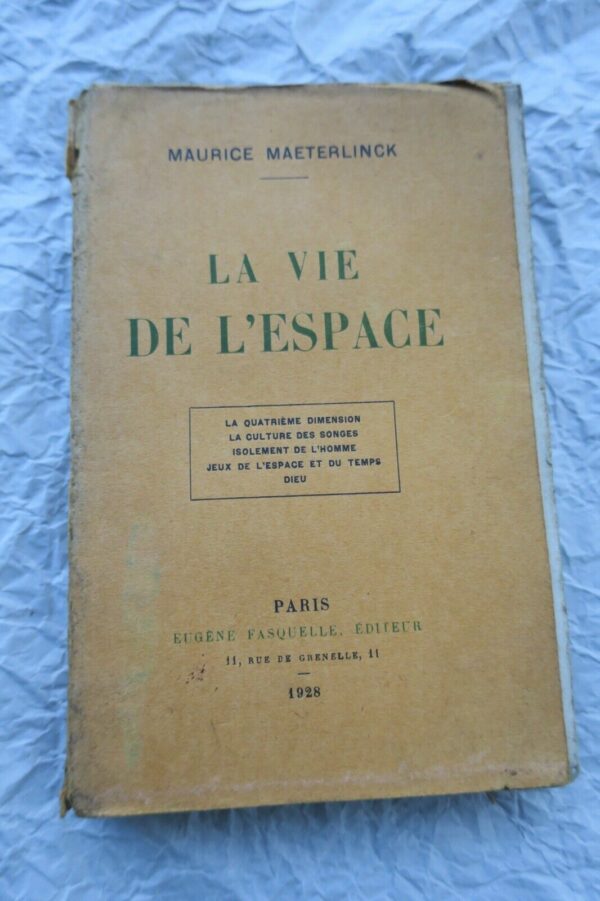 MAURICE MAETERLINCK
LA VIE
DE L'ESPACE
LA QUATRIÈME DIMENSION
LA CULTURE DES SONGES
ISOLEMENT DE L'HOMME
JEUX DE L'ESPACE ET DU TEMPS
DIEU
PARIS
EUGÈNE FASQUELLE, ÉDITEUR
11, RUE DE GRENELLE, 11
1928